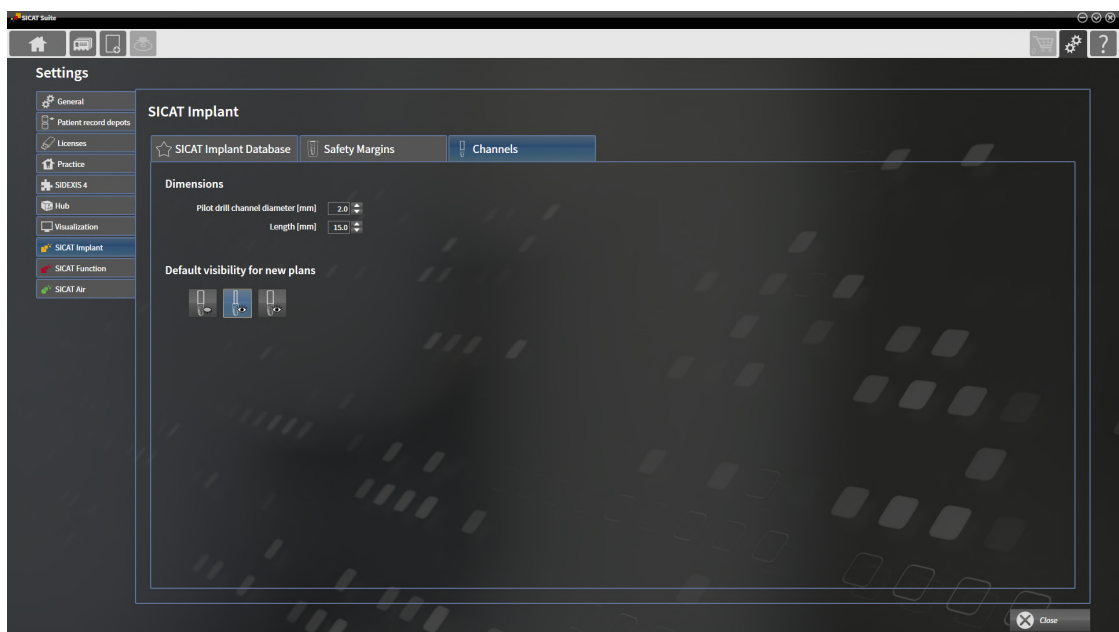 SICAT Suite
Settings
General
Patient record depots
Licenses
Practice
SIDEXIS 4
Hub
Visualization
SICAT Implant
SICAT Function
SICAT Air
SICAT Implant
SICAT Implant Database
Safety Margins
Channels
Dimensions
Pilot drill channel diameter [mm] 2.0
Length [mm] 15.0
Default visibility for new plans
Close